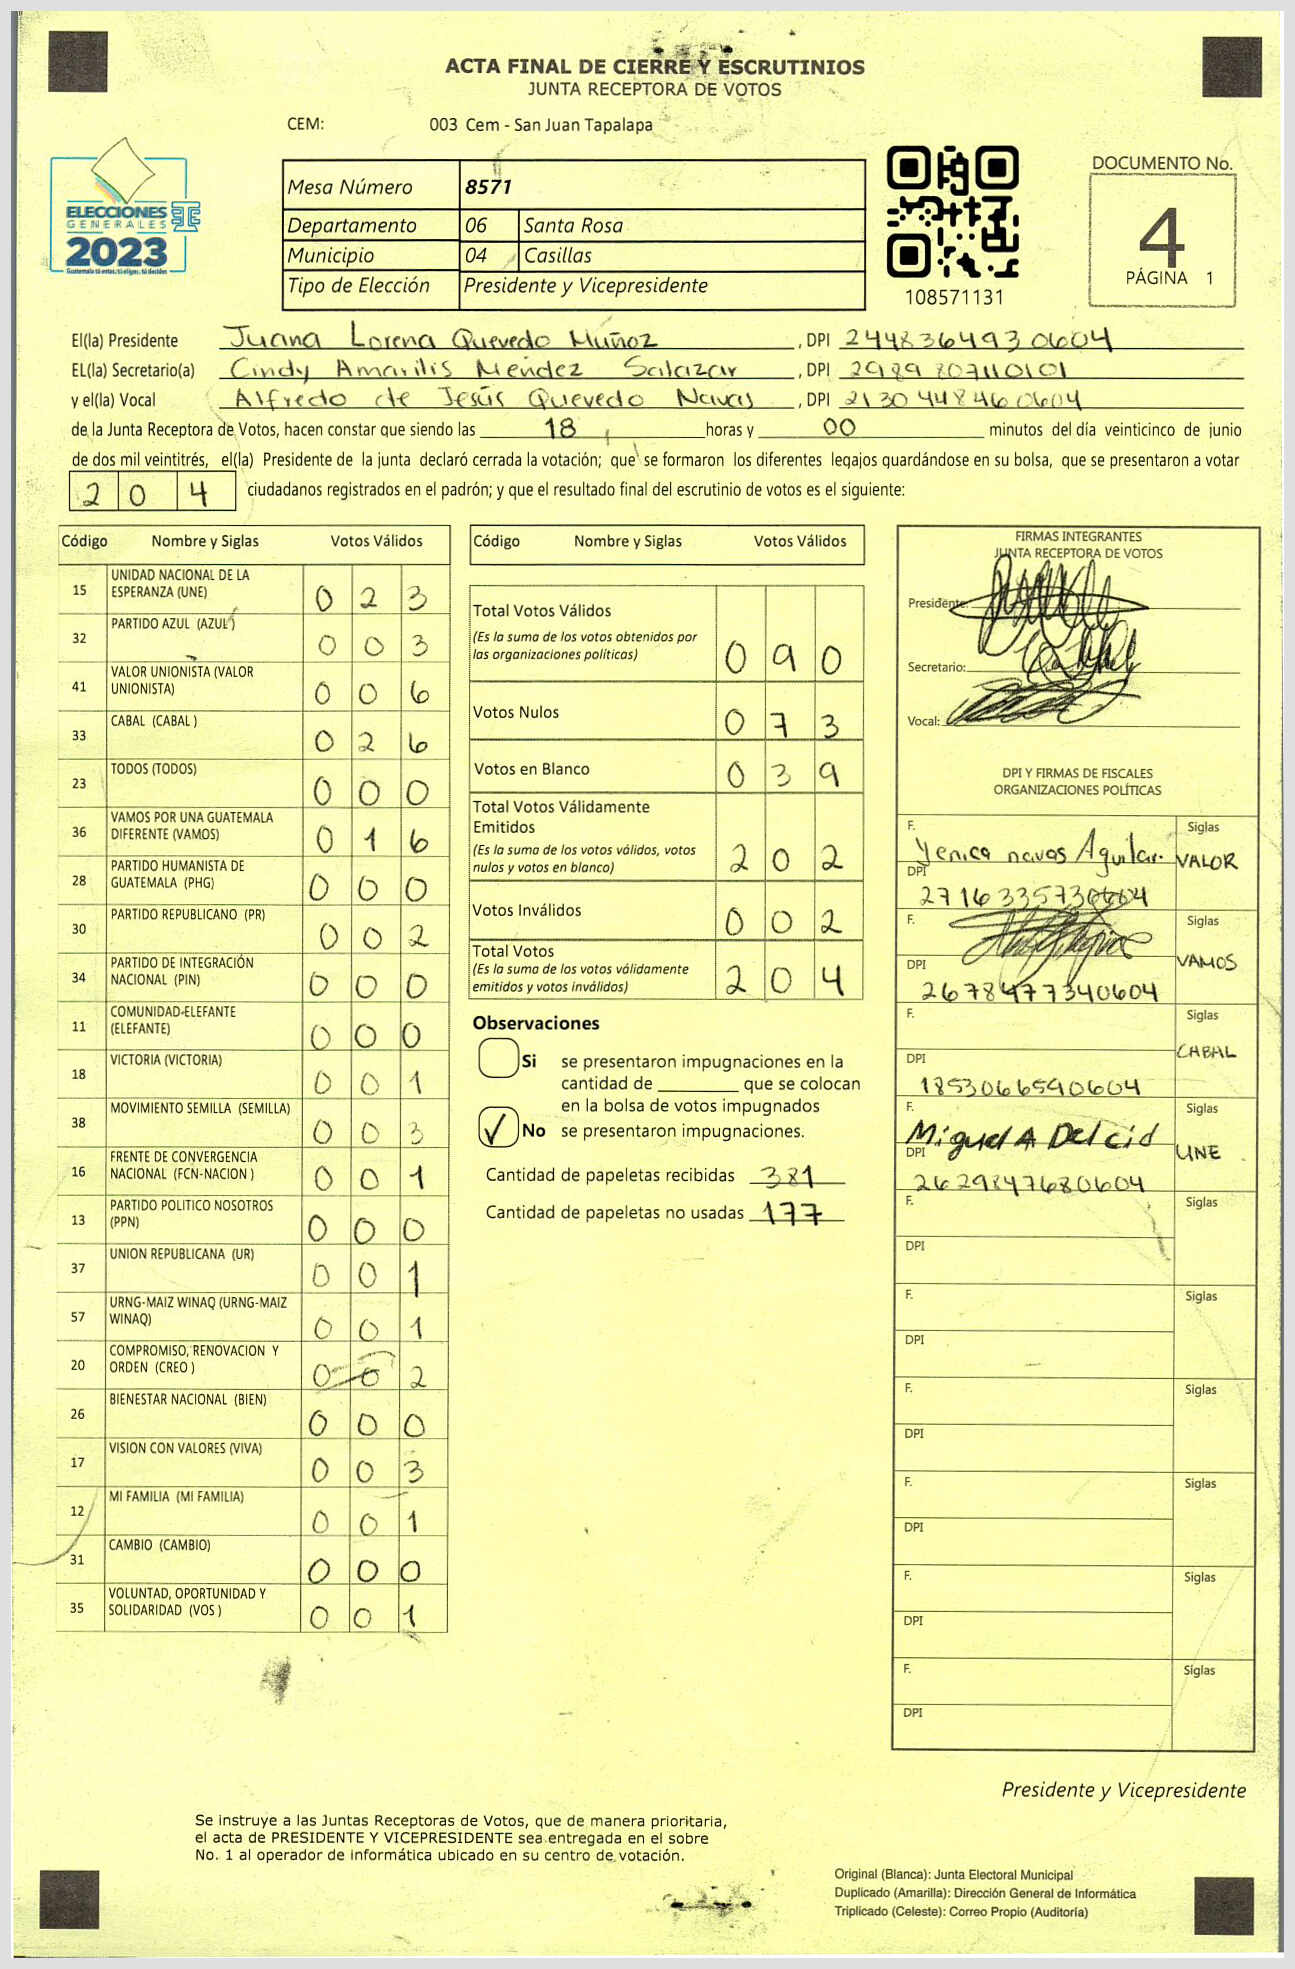 ACTA FINAL DE CIERRE Y ESCRUTINIOS
JUNTA RECEPTORA DE VOTOS
CEM: 003 Cem - San Juan Tapalapa
ELECCIONES
GENERALES
2023
Guatemala tú estás, tú eliges, tú decides
Mesa Número 8571
Departamento 06 Santa Rosa
Municipio 04 Casillas
Tipo de Elección Presidente y Vicepresidente
108571131
DOCUMENTO No.
4
PÁGINA 1
El(la) Presidente Juana Lorena Quevedo Muñoz, DPI 2448364930604
EL(la) Secretario(a) Cindy Amarilis Méndez Salazar, DPI 2989807110101
y el(la) Vocal Alfredo de Jesús Quevedo Navas, DPI 2130448460604
de la Junta Receptora de Votos, hacen constar que siendo las 18 horas y 00 minutos del día veinticinco de junio
de dos mil veintitrés, el(la) Presidente de la junta declaró cerrada la votación; que se formaron los diferentes legajos guardándose en su bolsa, que se presentaron a votar
204 ciudadanos registrados en el padrón; y que el resultado final del escrutinio de votos es el siguiente:
Código Nombre y Siglas Votos Válidos
15 UNIDAD NACIONAL DE LA ESPERANZA (UNE) 0 2 3
32 PARTIDO AZUL (AZUL) 0 0 3
41 VALOR UNIONISTA (VALOR UNIONISTA) 0 0 6
33 CABAL (CABAL ) 0 2 6
23 TODOS (TODOS) 0 0 0
36 VAMOS POR UNA GUATEMALA DIFERENTE (VAMOS) 0 1 6
28 PARTIDO HUMANISTA DE GUATEMALA (PHG) 0 0 0
30 PARTIDO REPUBLICANO (PR) 0 0 2
34 PARTIDO DE INTEGRACIÓN NACIONAL (PIN) 0 0 0
11 COMUNIDAD-ELEFANTE (ELEFANTE) 0 0 0
18 VICTORIA (VICTORIA) 0 0 1
38 MOVIMIENTO SEMILLA (SEMILLA) 0 0 3
16 FRENTE DE CONVERGENCIA NACIONAL (FCN-NACION ) 0 0 1
13 PARTIDO POLITICO NOSOTROS (PPN) 0 0 0
37 UNION REPUBLICANA (UR) 0 0 1
57 URNG-MAIZ WINAQ (URNG-MAIZ WINAQ) 0 0 1
20 COMPROMISO, RENOVACION Y ORDEN (CREO ) 0 0 2
26 BIENESTAR NACIONAL (BIEN) 0 0 0
17 VISION CON VALORES (VIVA) 0 0 3
12 MI FAMILIA (MI FAMILIA) 0 0 1
31 CAMBIO (CAMBIO) 0 0 0
35 VOLUNTAD, OPORTUNIDAD Y SOLIDARIDAD (VOS ) 0 0 1
Código Nombre y Siglas Votos Válidos
Total Votos Válidos 0 9 0
(Es la suma de los votos obtenidos por
las organizaciones políticas)
Votos Nulos 0 7 3
Votos en Blanco 0 3 9
Total Votos Válidamente
Emitidos 2 0 2
(Es la suma de los votos válidos, votos
nulos y votos en blanco)
Votos Inválidos 0 0 2
Total Votos 2 0 4
(Es la suma de los votos válidamente
emitidos y votos inválidos)
Observaciones
Si se presentaron impugnaciones en la
cantidad de ________ que se colocan
en la bolsa de votos impugnados
✓ No se presentaron impugnaciones.
Cantidad de papeletas recibidas 381
Cantidad de papeletas no usadas 177
FIRMAS INTEGRANTES
JUNTA RECEPTORA DE VOTOS
Presidente:
Secretario:
Vocal:
DPI Y FIRMAS DE FISCALES
ORGANIZACIONES POLÍTICAS
F. Yenica navas Aguilar. Siglas VALOR
DPI 2716335730604
F. Siglas VAMOS
DPI 2678477340604
F. Siglas CABAL
DPI 1853066590604
F. Miguel A Del cid Siglas UNE
DPI 2629847680604
F. Siglas
DPI
F. Siglas
DPI
F. Siglas
DPI
F. Siglas
DPI
F. Siglas
DPI
F. Siglas
DPI
Presidente y Vicepresidente
Se instruye a las Juntas Receptoras de Votos, que de manera prioritaria,
el acta de PRESIDENTE Y VICEPRESIDENTE sea entregada en el sobre
No. 1 al operador de informática ubicado en su centro de votación.
Original (Blanca): Junta Electoral Municipal
Duplicado (Amarilla): Dirección General de Informática
Triplicado (Celeste): Correo Propio (Auditoría)